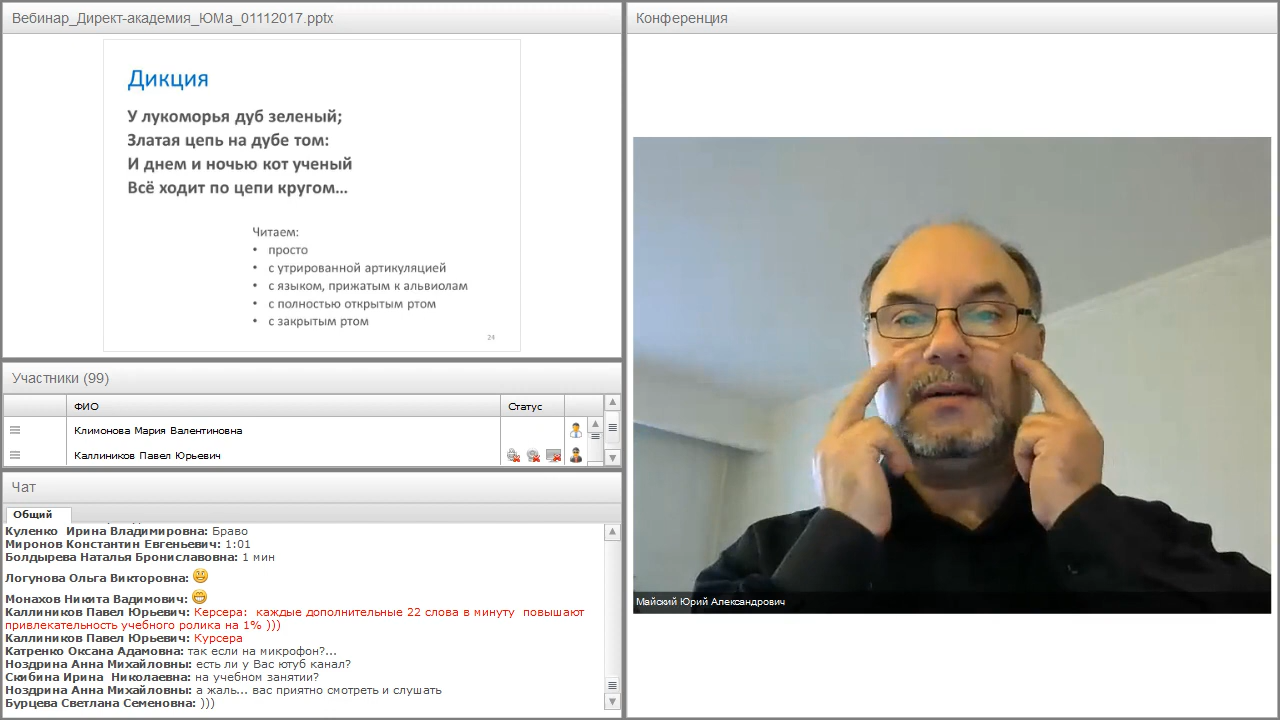 Вебинар_Директ-академия_ЮМа_01112017.pptx
Дикция
У лукоморья дуб зеленый;
Златая цепь на дубе том:
И днем и ночью кот ученый
Всё ходит по цепи кругом...
Читаем:
• просто
• с утрированной артикуляцией
• с языком, прижатым к альвиолам
• с полностью открытым ртом
• с закрытым ртом
Участники (99)
ФИО Статус
Климонова Мария Валентиновна
Каллиников Павел Юрьевич
Чат
Общий
Куленко Ирина Владимировна: Браво
Миронов Константин Евгеньевич: 1:01
Болдырева Наталья Брониславовна: 1 мин
Логунова Ольга Викторовна:
Монахов Никита Вадимович:
Каллиников Павел Юрьевич: Керсера: каждые дополнительные 22 слова в минуту повышают
привлекательность учебного ролика на 1% )))
Каллиников Павел Юрьевич: Курсера
Катренко Оксана Адамовна: так если на микрофон?...
Ноздрина Анна Михайловны: есть ли у Вас ютуб канал?
Скибина Ирина Николаевна: на учебном занятии?
Ноздрина Анна Михайловны: а жаль... вас приятно смотреть и слушать
Бурцева Светлана Семеновна: )))
Конференция
Майский Юрий Александрович